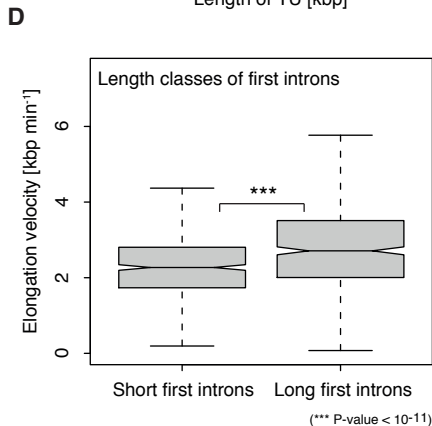 Length of TU [kbp]
D
Length classes of first introns
Elongation velocity [kbp min⁻¹]
6
4
2
0
***
Short first introns Long first introns
(*** P-value < 10⁻¹¹)